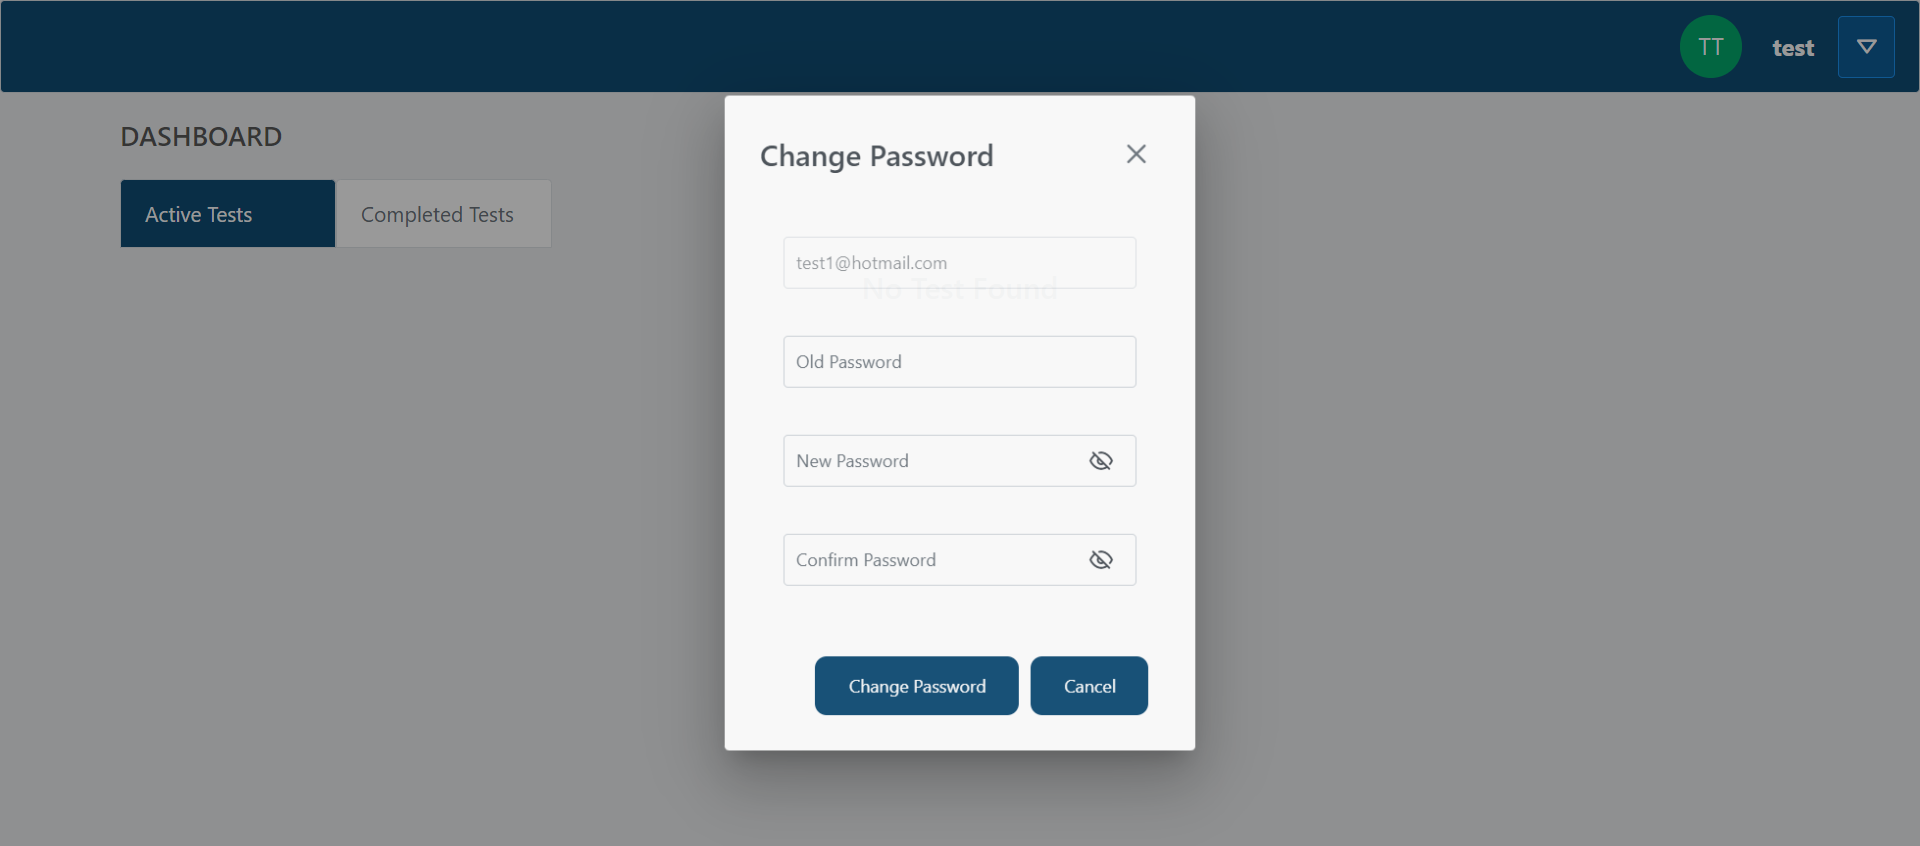 TT
test
DASHBOARD
Active Tests
Completed Tests
Change Password
test1@hotmail.com
No Test Found
Old Password
New Password
Confirm Password
Change Password
Cancel